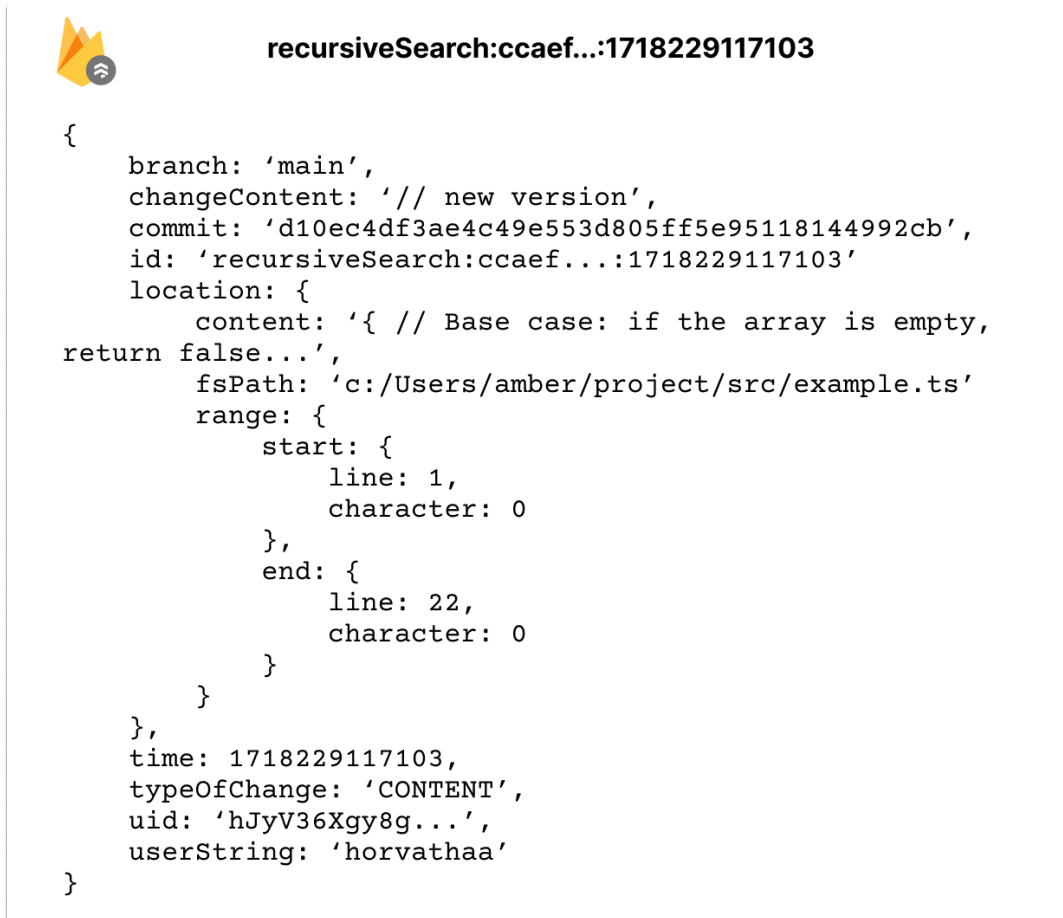 recursiveSearch:ccaef...:1718229117103
{
    branch: ‘main’,
    changeContent: ‘// new version’,
    commit: ‘d10ec4df3ae4c49e553d805ff5e95118144992cb’,
    id: ‘recursiveSearch:ccaef...:1718229117103’
    location: {
        content: ‘{ // Base case: if the array is empty,
return false...’,
        fsPath: ‘c:/Users/amber/project/src/example.ts’
        range: {
            start: {
                line: 1,
                character: 0
            },
            end: {
                line: 22,
                character: 0
            }
        }
    },
    time: 1718229117103,
    typeOfChange: ‘CONTENT’,
    uid: ‘hJyV36Xgy8g...’,
    userString: ‘horvathaa’
}